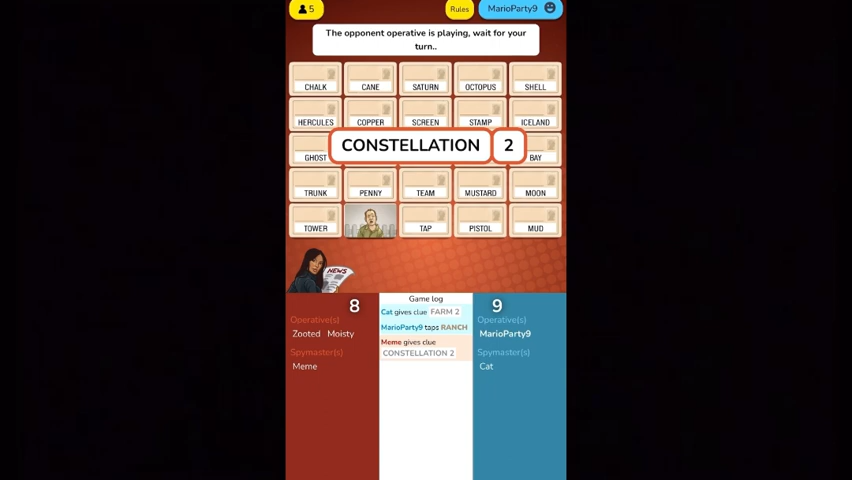 5
Rules
MarioParty9
The opponent operative is playing, wait for your
turn..
CHALK CANE SATURN OCTOPUS SHELL
HERCULES COPPER SCREEN STAMP ICELAND
GHOST BAY
CONSTELLATION 2
TRUNK PENNY TEAM MUSTARD MOON
TOWER TAP PISTOL MUD
NEWS
8
Operative(s)
Zooted Moisty
Spymaster(s)
Meme
Game log
Cat gives clue FARM 2
MarioParty9 taps RANCH
Meme gives clue
CONSTELLATION 2
9
Operative(s)
MarioParty9
Spymaster(s)
Cat